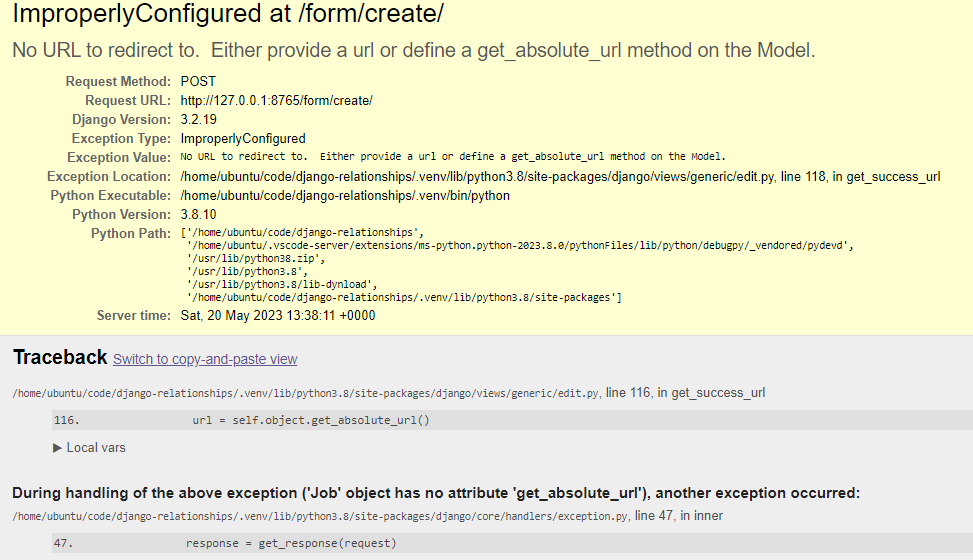 ImproperlyConfigured at /form/create/
No URL to redirect to.  Either provide a url or define a get_absolute_url method on the Model.
Request Method: POST
Request URL: http://127.0.0.1:8765/form/create/
Django Version: 3.2.19
Exception Type: ImproperlyConfigured
Exception Value: No URL to redirect to.  Either provide a url or define a get_absolute_url method on the Model.
Exception Location: /home/ubuntu/code/django-relationships/.venv/lib/python3.8/site-packages/django/views/generic/edit.py, line 118, in get_success_url
Python Executable: /home/ubuntu/code/django-relationships/.venv/bin/python
Python Version: 3.8.10
Python Path: ['/home/ubuntu/code/django-relationships',
'/home/ubuntu/.vscode-server/extensions/ms-python.python-2023.8.0/pythonFiles/lib/python/debugpy/_vendored/pydevd',
'/usr/lib/python38.zip',
'/usr/lib/python3.8',
'/usr/lib/python3.8/lib-dynload',
'/home/ubuntu/code/django-relationships/.venv/lib/python3.8/site-packages']
Server time: Sat, 20 May 2023 13:38:11 +0000
Traceback Switch to copy-and-paste view
/home/ubuntu/code/django-relationships/.venv/lib/python3.8/site-packages/django/views/generic/edit.py, line 116, in get_success_url
116. url = self.object.get_absolute_url()
▶ Local vars
During handling of the above exception ('Job' object has no attribute 'get_absolute_url'), another exception occurred:
/home/ubuntu/code/django-relationships/.venv/lib/python3.8/site-packages/django/core/handlers/exception.py, line 47, in inner
47. response = get_response(request)